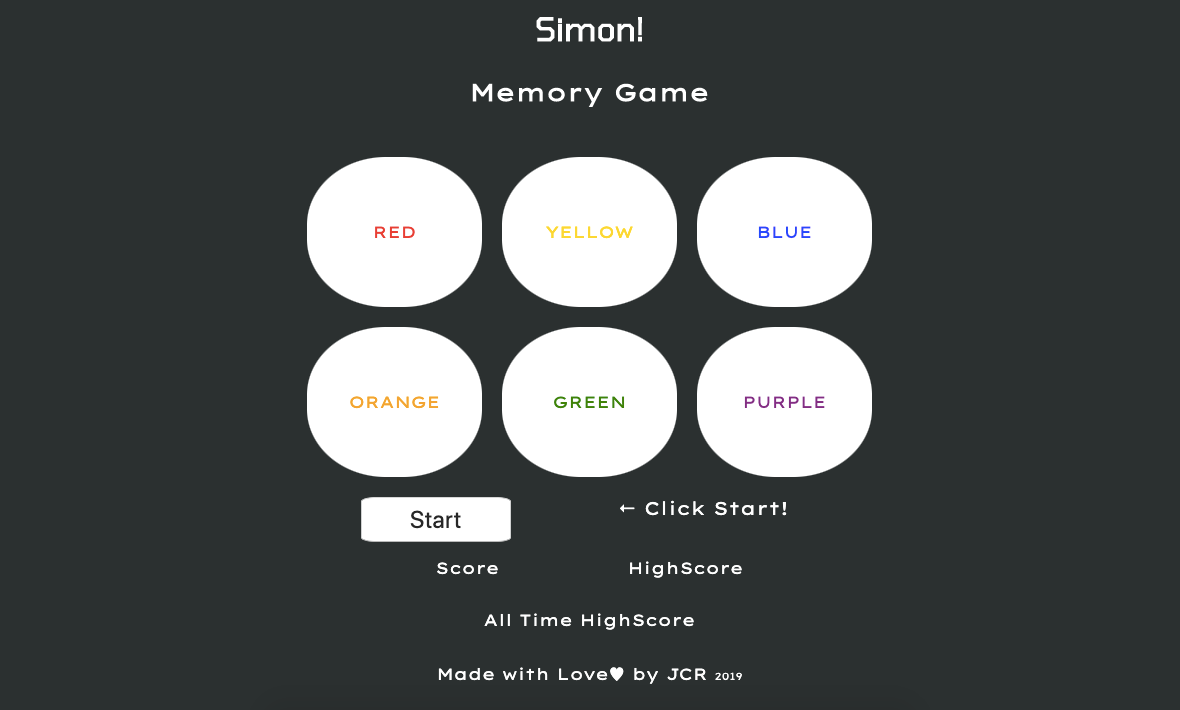 Simon!
Memory Game
RED YELLOW BLUE
ORANGE GREEN PURPLE
Start ← Click Start!
Score HighScore
All Time HighScore
Made with Love♥ by JCR 2019